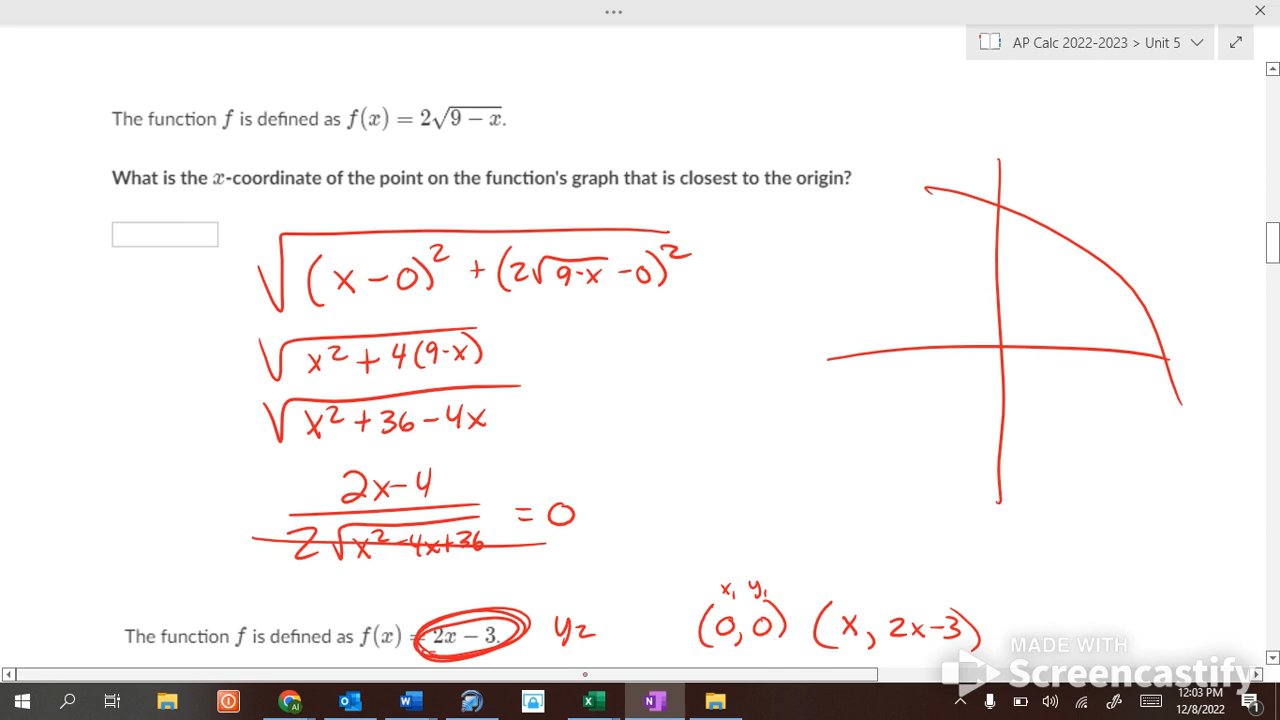 ...
AP Calc 2022-2023 > Unit 5
The function f is defined as f(x) = 2√(9 − x).
What is the x-coordinate of the point on the function's graph that is closest to the origin?
√((x-0)² + (2√(9-x) -0)²)
√(x² + 4(9-x))
√(x² + 36 - 4x)
(2x-4)/(2√(x²-4x+36)) = 0
x₁ y₁
The function f is defined as f(x) = 2x − 3. y₂ (0,0) (x, 2x-3)
MADE WITH
Screencastify
12:03 PM
12/8/2022
1